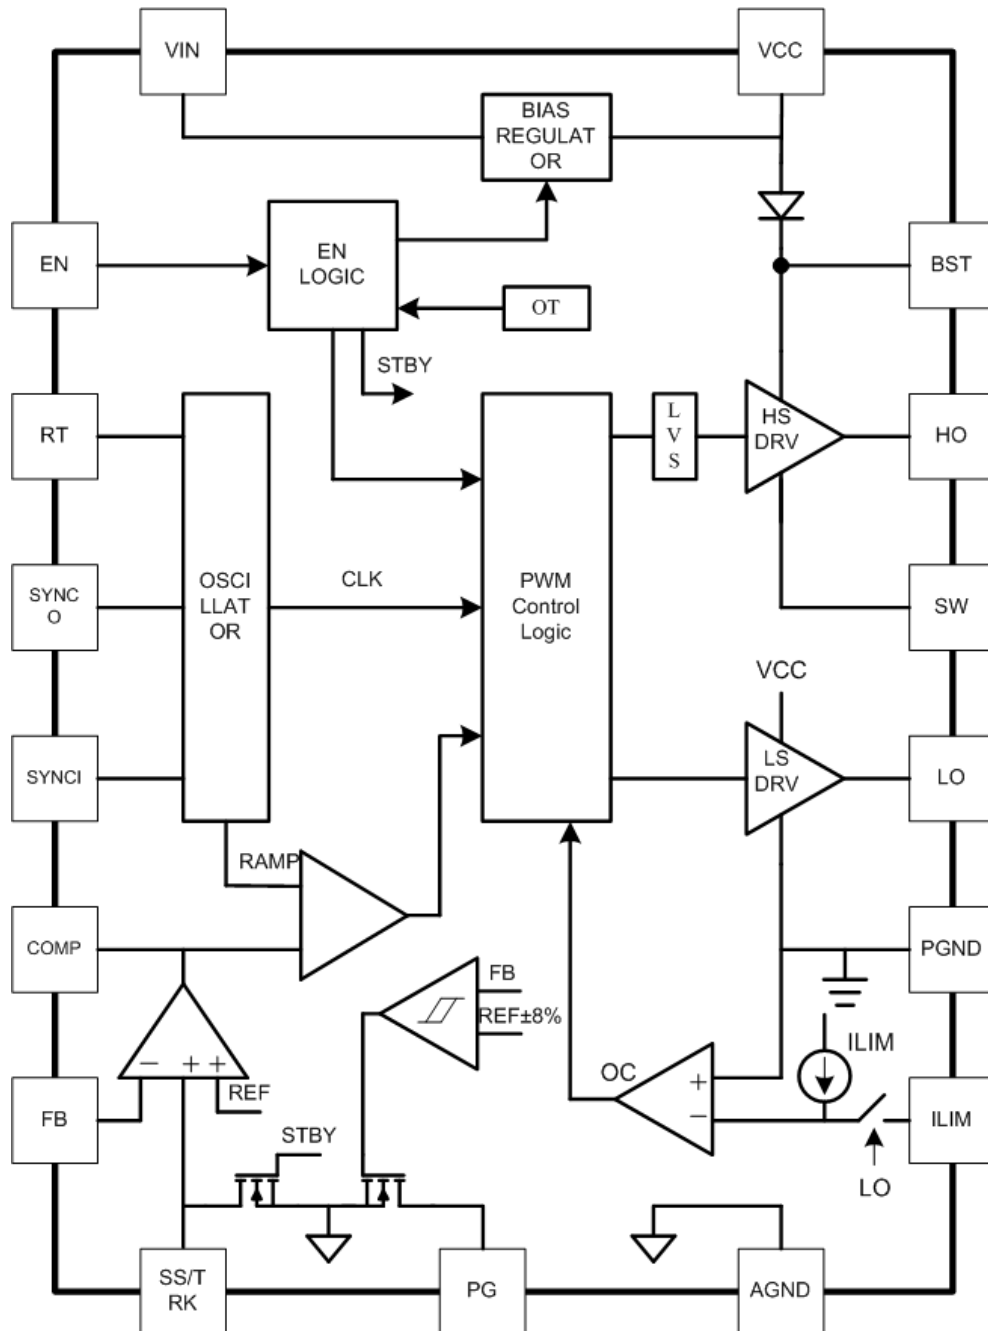 VIN
VCC
BIAS
REGULAT
OR
EN
EN
LOGIC
BST
OT
STBY
RT
L
V
S
HS
DRV
HO
SYNC
O
OSCI
LLAT
OR
CLK
PWM
Control
Logic
SW
VCC
SYNCI
LS
DRV
LO
RAMP
COMP
PGND
FB
REF±8%
− + +
ILIM
OC
+
−
REF
FB
ILIM
STBY
LO
SS/T
RK
PG
AGND